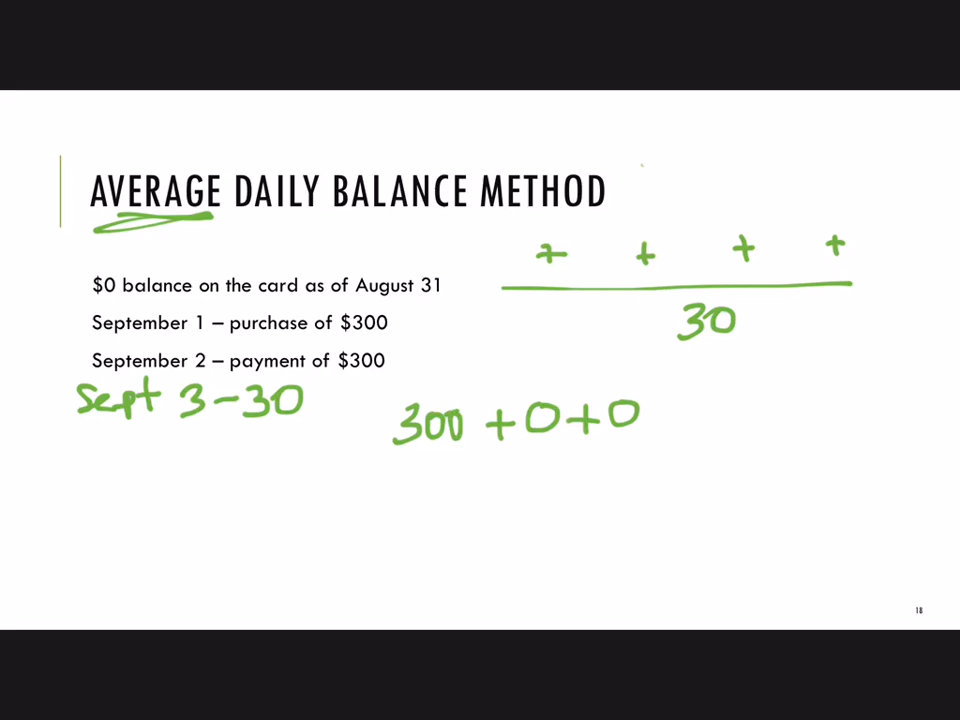 AVERAGE DAILY BALANCE METHOD
+ + + +
30
$0 balance on the card as of August 31
September 1 – purchase of $300
September 2 – payment of $300
Sept 3-30
300 + 0 + 0
18